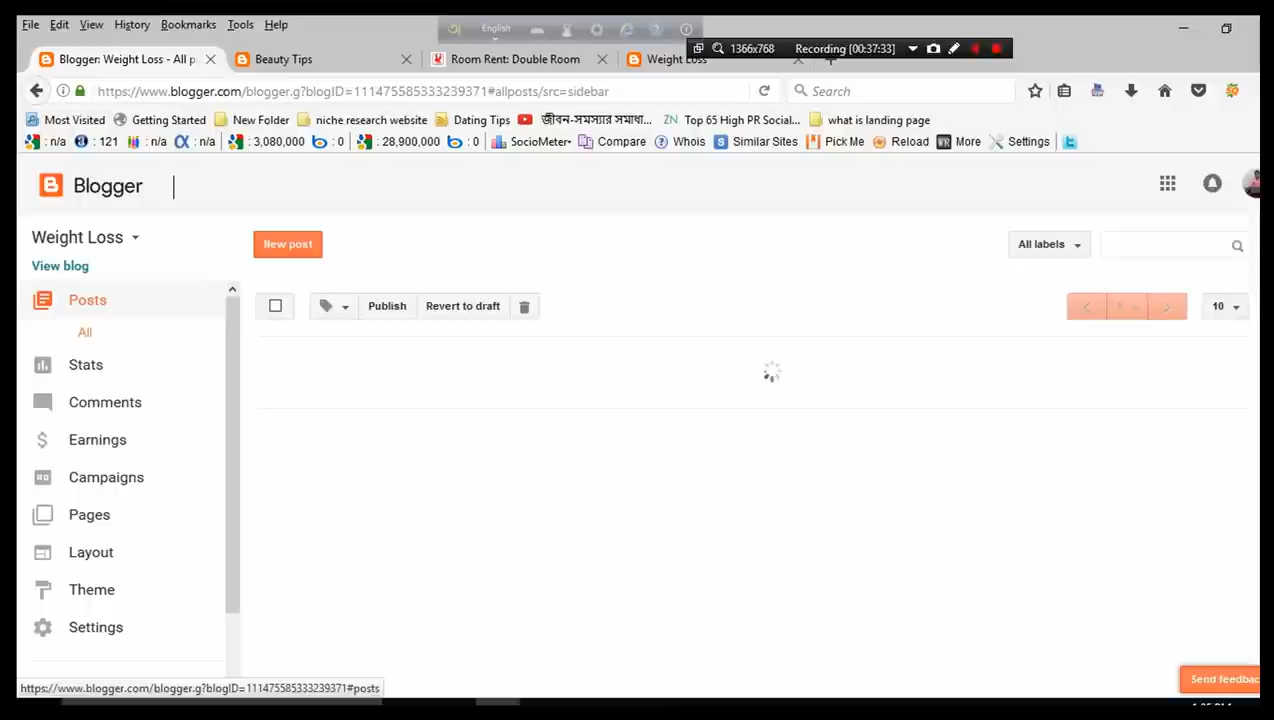 File Edit View History Bookmarks Tools Help
English
1366x768 Recording [00:37:33]
Blogger: Weight Loss - All p
Beauty Tips
Room Rent: Double Room
Weight Loss
https://www.blogger.com/blogger.g?blogID=111475585333239371#allposts/src=sidebar
Search
Most Visited Getting Started New Folder niche research website Dating Tips জীবন-সমস্যার সমাধা... ZN Top 65 High PR Social... what is landing page
: n/a : 121 : n/a : n/a : 3,080,000 : 0 : 28,900,000 : 0 SocioMeter Compare Whois Similar Sites Pick Me Reload More Settings
Blogger
Weight Loss
New post
All labels
View blog
Posts
Publish
Revert to draft
10
All
Stats
Comments
Earnings
Campaigns
Pages
Layout
Theme
Settings
Send feedbac
https://www.blogger.com/blogger.g?blogID=111475585333239371#posts